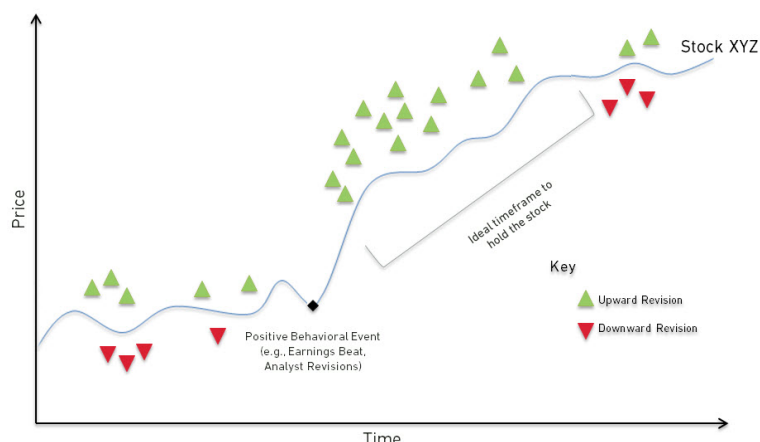 Stock XYZ
Price
Ideal timeframe to
hold the stock
Key
Upward Revision
Downward Revision
Positive Behavioral Event
(e.g., Earnings Beat,
Analyst Revisions)
Time